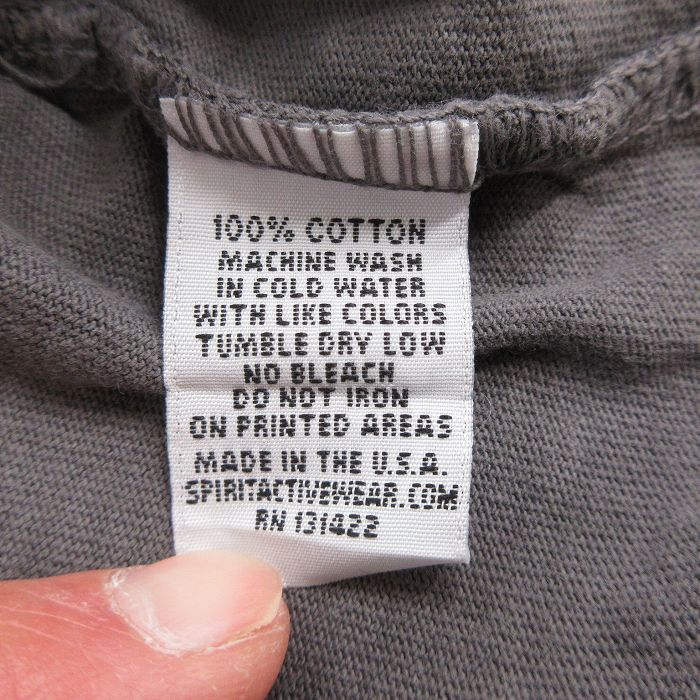 100% COTTON
MACHINE WASH
IN COLD WATER
WITH LIKE COLORS
TUMBLE DRY LOW
NO BLEACH
DO NOT IRON
ON PRINTED AREAS
MADE IN THE U.S.A.
SPIRITACTIVEWEAR.COM
RN 131422